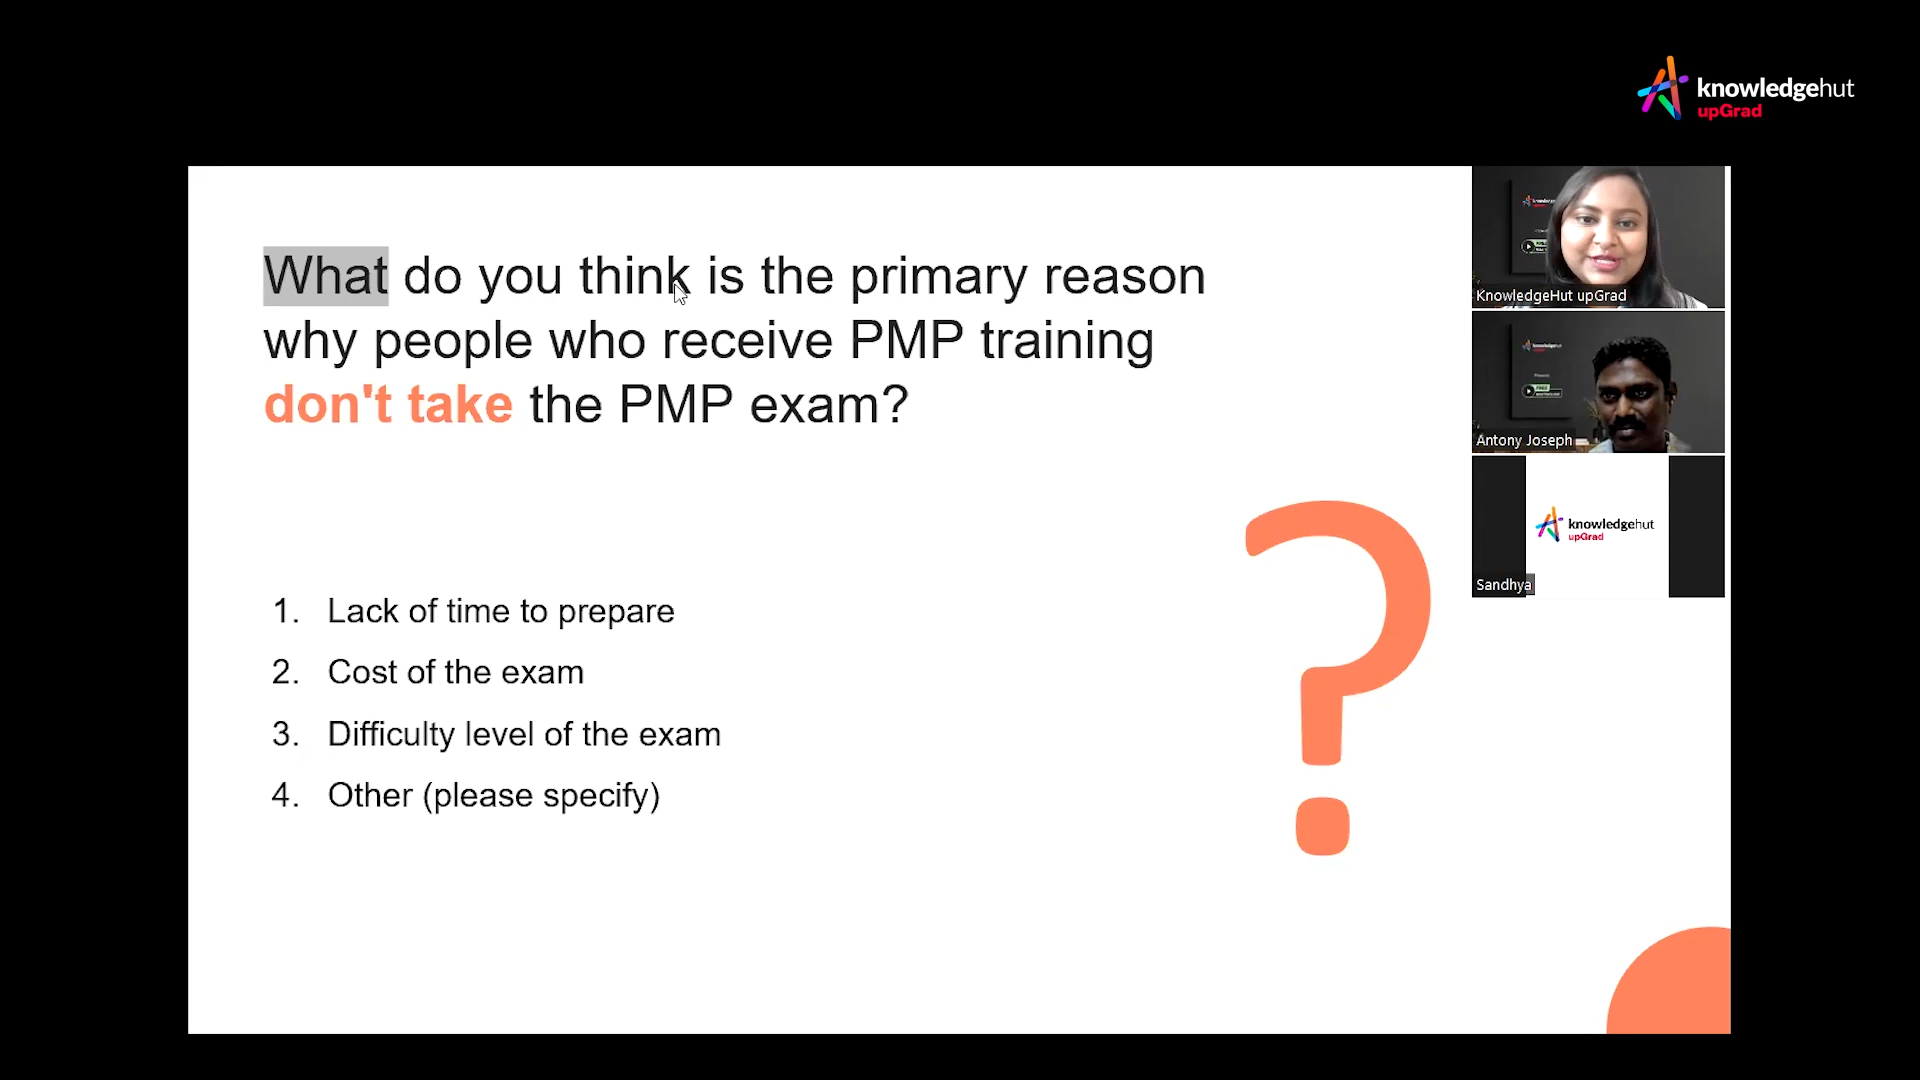 knowledgehut
upGrad
What do you think is the primary reason
why people who receive PMP training
don't take the PMP exam?
1. Lack of time to prepare
2. Cost of the exam
3. Difficulty level of the exam
4. Other (please specify)
KnowledgeHut upGrad
Antony Joseph
knowledgehut
upGrad
Sandhya